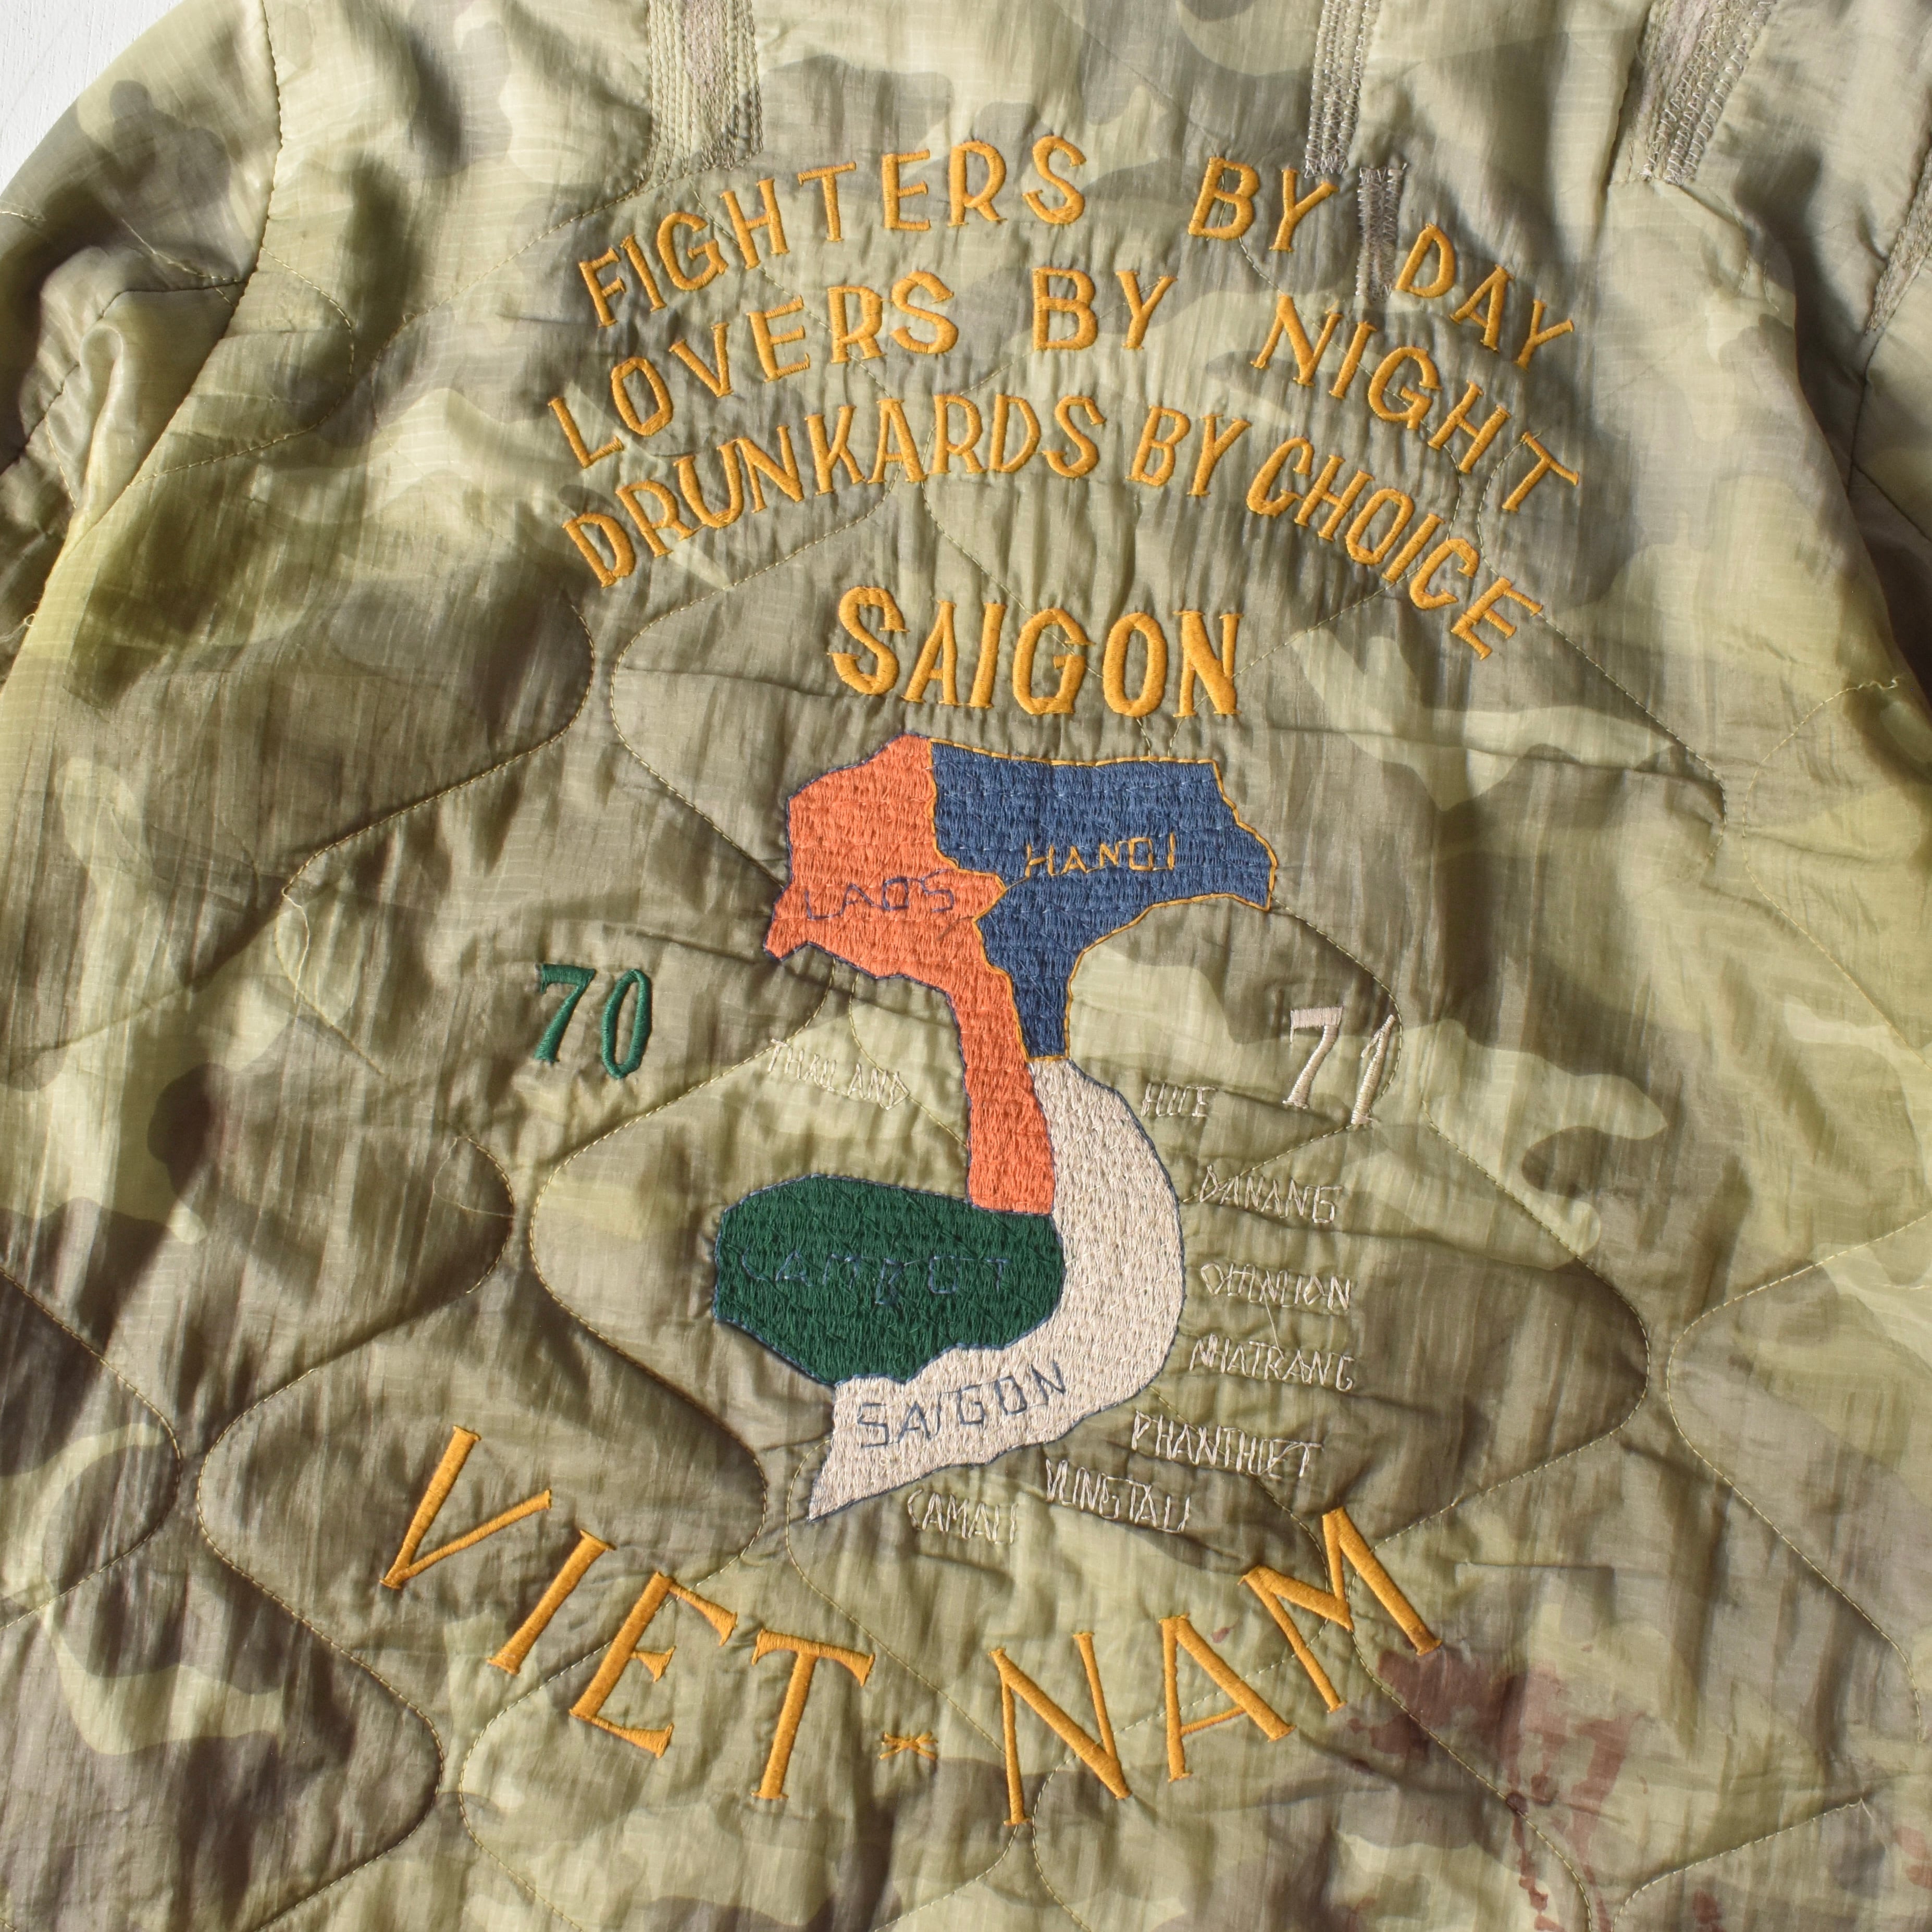 FIGHTERS BY DAY
LOVERS BY NIGHT
DRUNKARDS BY CHOICE
SAIGON
HANOI
LAO'S
70
71
THAILAND
HUE
DANANG
NHATRANG
SAIGON
PHANTHIET
VUNGTAU
CAMAU
VIET-NAM